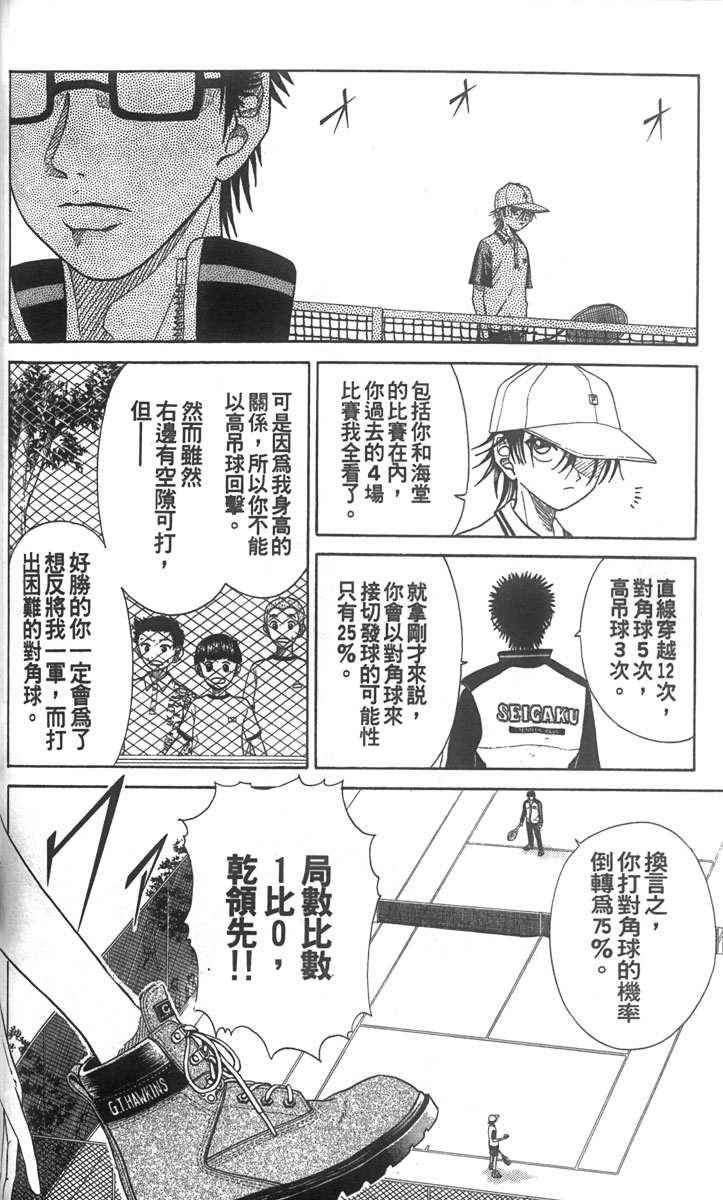 オ
オ
オ
包括你和海堂
的比賽在內，
你過去的４場
比賽我全看了。
直線穿越12次，
對角球５次，
高吊球３次。
就拿剛才來說，
你會以對角球來
接切發球的可能性
只有25%。
SEIGAKU
TENNIS CLUB
可是因為我身高的
關係，所以你不能
以高吊球回擊。
然而雖然
右邊有空隙可打，
但——
好勝的你一定會為了
想反將我一軍，而打
出困難的對角球。
換言之，
你打對角球的機率
倒轉為75%。
局數比數
1比0，
乾領先!!
G.T.HAWKINS